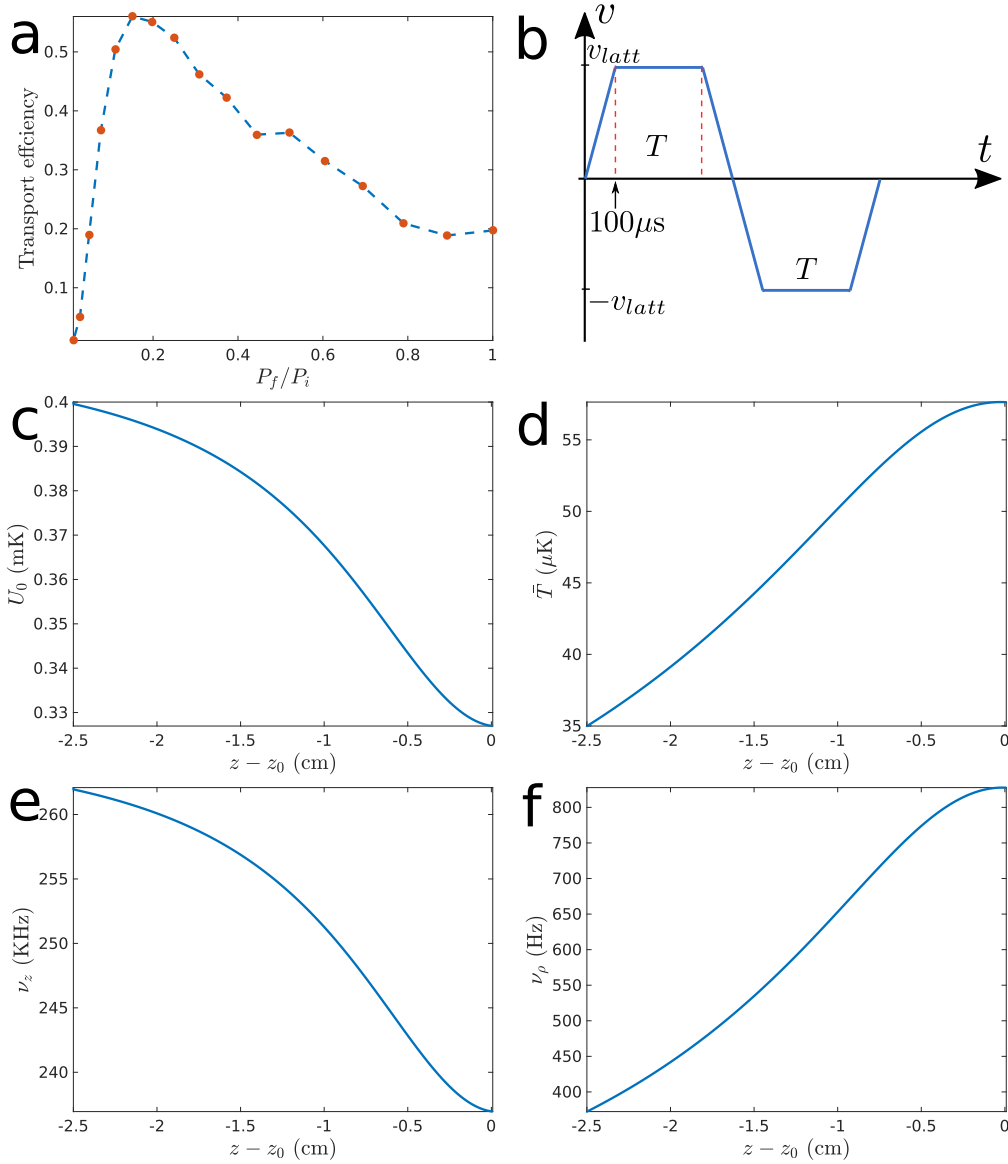 a
0.5
0.4
0.3
0.2
0.1
Transport effciency
0.2
0.4
0.6
0.8
1
P_f/P_i
b
v
v_{latt}
T
t
100μs
T
−v_{latt}
c
0.4
0.39
0.38
0.37
0.36
0.35
0.34
0.33
U_0 (mK)
-2.5
-2
-1.5
-1
-0.5
0
z − z_0 (cm)
d
55
50
45
40
35
T̄ (μK)
-2.5
-2
-1.5
-1
-0.5
0
z − z_0 (cm)
e
260
255
250
245
240
ν_z (KHz)
-2.5
-2
-1.5
-1
-0.5
0
z − z_0 (cm)
f
800
750
700
650
600
550
500
450
400
ν_ρ (Hz)
-2.5
-2
-1.5
-1
-0.5
0
z − z_0 (cm)